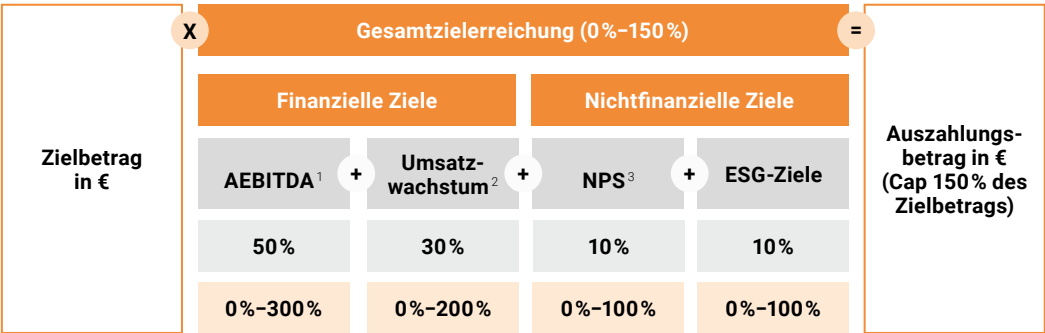 X
Gesamtzielerreichung (0 %–150 %)
=
Finanzielle Ziele
Nichtfinanzielle Ziele
Zielbetrag
in €
AEBITDA¹
+
Umsatz-
wachstum²
+
NPS³
+
ESG-Ziele
Auszahlungs-
betrag in €
(Cap 150 % des
Zielbetrags)
50 %
30 %
10 %
10 %
0 %–300 %
0 %–200 %
0 %–100 %
0 %–100 %